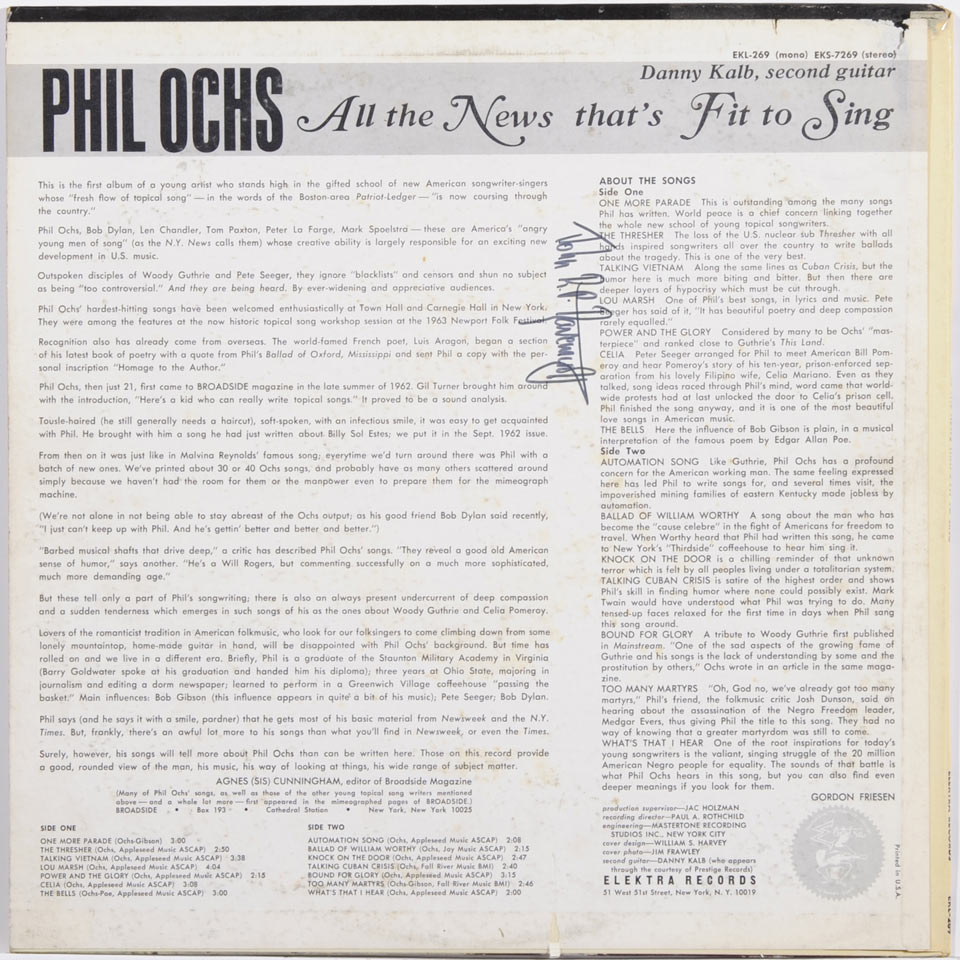 EKL-269 (mono) EKS-7269 (stereo)
Danny Kalb, second guitar
PHIL OCHS All the News that's Fit to Sing
This is the first album of a young artist who stands high in the gifted school of new American songwriter-singers
whose "fresh flow of topical song" — in the words of the Boston-area Patriot-Ledger — "is now coursing through
the country."
Phil Ochs, Bob Dylan, Len Chandler, Tom Paxton, Peter La Farge, Mark Spoelstra — these are America's "angry
young men of song" (as the N.Y. News calls them) whose creative ability is largely responsible for an exciting new
development in U.S. music.
Outspoken disciples of Woody Guthrie and Pete Seeger, they ignore "blacklists" and censors and shun no subject
as being "too controversial." And they are being heard. By ever-widening and appreciative audiences.
Phil Ochs' hardest-hitting songs have been welcomed enthusiastically at Town Hall and Carnegie Hall in New York.
They were among the features at the now historic topical song workshop session at the 1963 Newport Folk Festival.
Recognition also has already come from overseas. The world-famed French poet, Luis Aragon, began a section
of his latest book of poetry with a quote from Phil's Ballad of Oxford, Mississippi and sent Phil a copy with the per-
sonal inscription "Homage to the Author."
Phil Ochs, then just 21, first came to BROADSIDE magazine in the late summer of 1962. Gil Turner brought him around
with the introduction, "Here's a kid who can really write topical songs." It proved to be a sound analysis.
Tousle-haired (he still generally needs a haircut), soft-spoken, with an infectious smile, it was easy to get acquainted
with Phil. He brought with him a song he had just written about Billy Sol Estes; we put it in the Sept. 1962 issue.
From then on it was just like in Malvina Reynolds' famous song; everytime we'd turn around there was Phil with a
batch of new ones. We've printed about 30 or 40 Ochs songs, and probably have as many others scattered around
simply because we haven't had the room for them or the manpower even to prepare them for the mimeograph
machine.
(We're not alone in not being able to stay abreast of the Ochs output; as his good friend Bob Dylan said recently,
"I just can't keep up with Phil. And he's gettin' better and better and better.")
"Barbed musical shafts that drive deep," a critic has described Phil Ochs' songs. "They reveal a good old American
sense of humor," says another. "He's a Will Rogers, but commenting successfully on a much more sophisticated,
much more demanding age."
But these tell only a part of Phil's songwriting; there is also an always present undercurrent of deep compassion
and a sudden tenderness which emerges in such songs of his as the ones about Woody Guthrie and Celia Pomeroy.
Lovers of the romanticist tradition in American folkmusic, who look for our folksingers to come climbing down from some
lonely mountaintop, home-made guitar in hand, will be disappointed with Phil Ochs' background. But time has
rolled on and we live in a different era. Briefly, Phil is a graduate of the Staunton Military Academy in Virginia
(Barry Goldwater spoke at his graduation and handed him his diploma); three years at Ohio State, majoring in
journalism and editing a dorm newspaper; learned to perform in a Greenwich Village coffeehouse "passing the
basket." Main influences: Bob Gibson (this influence appears in quite a bit of his music); Pete Seeger; Bob Dylan.
Phil says (and he says it with a smile, pardner) that he gets most of his basic material from Newsweek and the N.Y.
Times. But, frankly, there's an awful lot more to his songs than what you'll find in Newsweek, or even the Times.
Surely, however, his songs will tell more about Phil Ochs than can be written here. Those on this record provide
a good, rounded view of the man, his music, his way of looking at things, his wide range of subject matter.
AGNES (SIS) CUNNINGHAM, editor of Broadside Magazine
(Many of Phil Ochs' songs, as well as those of the other young topical song writers mentioned
above — and a whole lot more — first appeared in the mimeographed pages of BROADSIDE.)
BROADSIDE • Box 193 • Cathedral Station • New York, New York 10025
SIDE ONE
ONE MORE PARADE (Ochs-Gibson) 3:00
THE THRESHER (Ochs, Appleseed Music ASCAP) 2:50
TALKING VIETNAM (Ochs, Appleseed Music ASCAP) 3:38
LOU MARSH (Ochs, Appleseed Music ASCAP) 4:04
POWER AND THE GLORY (Ochs, Appleseed Music ASCAP) 2:15
CELIA (Ochs, Appleseed Music ASCAP) 3:08
THE BELLS (Ochs-Poe, Appleseed Music ASCAP) 3:00
SIDE TWO
AUTOMATION SONG (Ochs, Appleseed Music ASCAP) 2:08
BALLAD OF WILLIAM WORTHY (Ochs, Joy Music ASCAP) 2:15
KNOCK ON THE DOOR (Ochs, Appleseed Music ASCAP) 2:47
TALKING CUBAN CRISIS (Ochs, Fall River Music BMI) 2:40
BOUND FOR GLORY (Ochs, Appleseed Music ASCAP) 3:15
TOO MANY MARTYRS (Ochs-Gibson, Fall River Music BMI) 2:46
WHAT'S THAT I HEAR (Ochs, Appleseed Music ASCAP) 2:00
ABOUT THE SONGS
Side One
ONE MORE PARADE This is outstanding among the many songs
Phil has written. World peace is a chief concern linking together
the whole new school of young topical songwriters.
THE THRESHER The loss of the U.S. nuclear sub Thresher with all
hands inspired songwriters all over the country to write ballads
about the tragedy. This is one of the very best.
TALKING VIETNAM Along the same lines as Cuban Crisis, but the
humor here is much more biting and bitter. But then there are
deeper layers of hypocrisy which must be cut through.
LOU MARSH One of Phil's best songs, in lyrics and music. Pete
Seeger has said of it, "It has beautiful poetry and deep compassion
rarely equalled."
POWER AND THE GLORY Considered by many to be Ochs' "mas-
terpiece" and ranked close to Guthrie's This Land.
CELIA Peter Seeger arranged for Phil to meet American Bill Pom-
eroy and hear Pomeroy's story of his ten-year, prison-enforced sep-
aration from his lovely Filipino wife, Celia Mariano. Even as they
talked, song ideas raced through Phil's mind, word came that world-
wide protests had at last unlocked the door to Celia's prison cell.
Phil finished the song anyway, and it is one of the most beautiful
love songs in American music.
THE BELLS Here the influence of Bob Gibson is plain, in a musical
interpretation of the famous poem by Edgar Allan Poe.
Side Two
AUTOMATION SONG Like Guthrie, Phil Ochs has a profound
concern for the American working man. The same feeling expressed
here has led Phil to write songs for, and several times visit, the
impoverished mining families of eastern Kentucky made jobless by
automation.
BALLAD OF WILLIAM WORTHY A song about the man who has
become the "cause celebre" in the fight of Americans for freedom to
travel. When Worthy heard that Phil had written this song, he came
to New York's "Thirdside" coffeehouse to hear him sing it.
KNOCK ON THE DOOR is a chilling reminder of that unknown
terror which is felt by all peoples living under a totalitarian system.
TALKING CUBAN CRISIS is satire of the highest order and shows
Phil's skill in finding humor where none could possibly exist. Mark
Twain would have understood what Phil was trying to do. Many
tensed-up faces relaxed for the first time in days when Phil sang
this song around.
BOUND FOR GLORY A tribute to Woody Guthrie first published
in Mainstream. "One of the sad aspects of the growing fame of
Guthrie and his songs is the lack of understanding by some and the
prostitution by others," Ochs wrote in an article in the same maga-
zine.
TOO MANY MARTYRS "Oh, God no, we've already got too many
martyrs," Phil's friend, the folkmusic critic Josh Dunson, said on
hearing about the assassination of the Negro Freedom leader,
Medgar Evers, thus giving Phil the title to this song. They had no
way of knowing that a greater martyrdom was still to come.
WHAT'S THAT I HEAR One of the root inspirations for today's
young songwriters is the valiant, singing struggle of the 20 million
American Negro people for equality. The sounds of that battle is
what Phil Ochs hears in this song, but you can also find even
deeper meanings if you look for them.
GORDON FRIESEN
production supervisor—JAC HOLZMAN
recording director—PAUL A. ROTHCHILD
engineering—MASTERTONE RECORDING
STUDIOS INC., NEW YORK CITY
cover design—WILLIAM S. HARVEY
cover photo—JIM FRAWLEY
second guitar—DANNY KALB (who appears
through the courtesy of Prestige Records)
ELEKTRA RECORDS
51 West 51st Street, New York, N. Y. 10019
Printed in U.S.A.